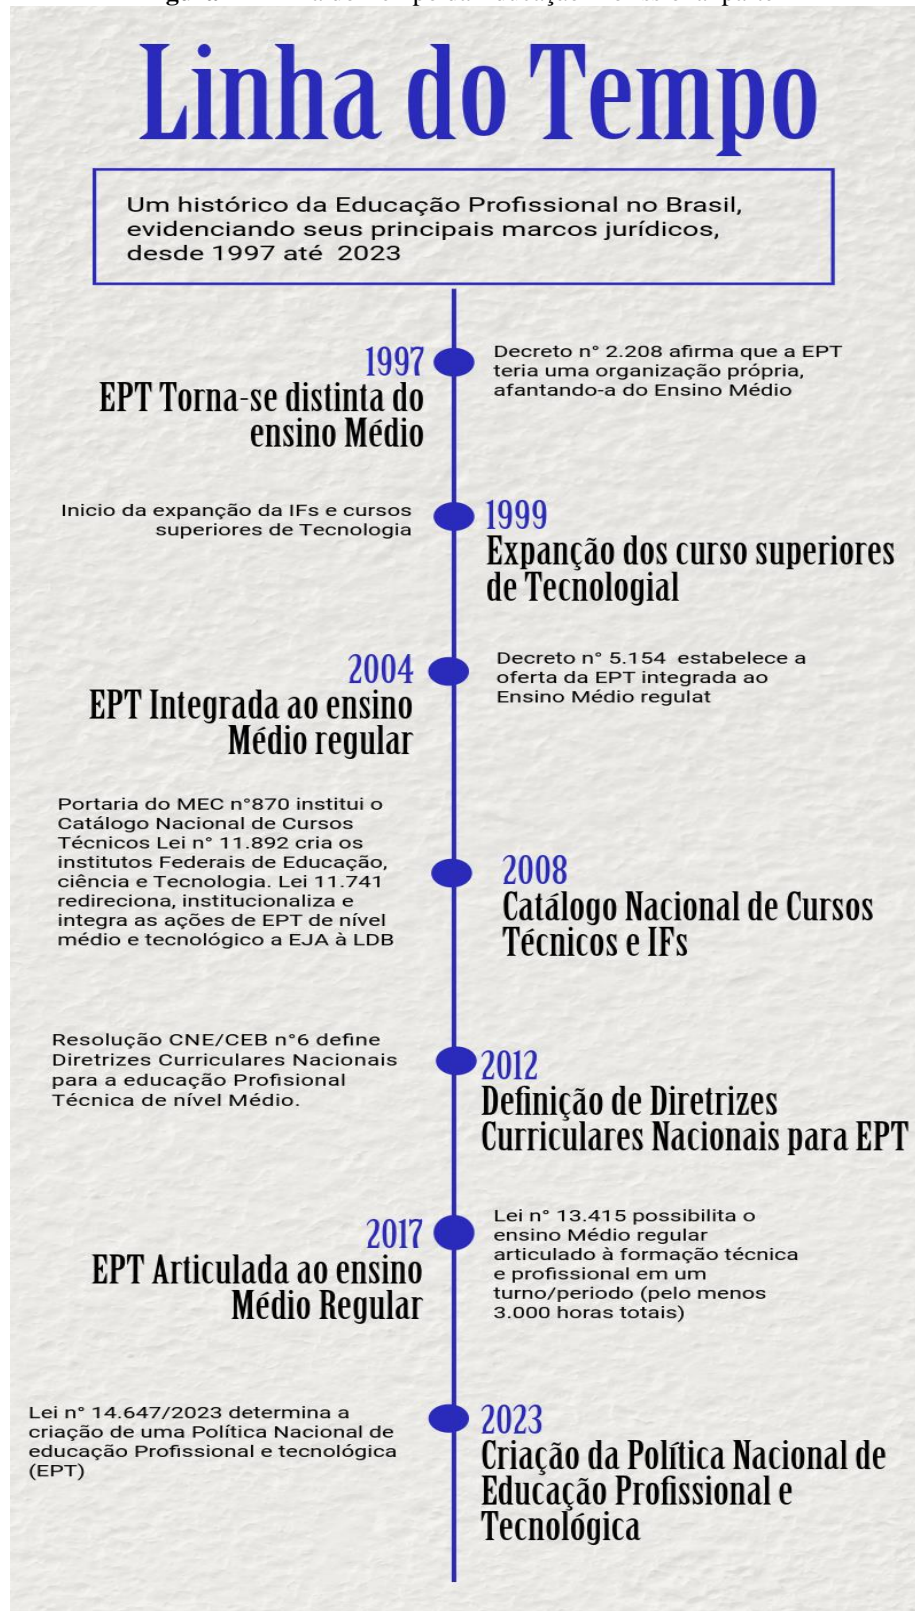 Linha do Tempo
Um histórico da Educação Profissional no Brasil,
evidenciando seus principais marcos jurídicos,
desde 1997 até 2023
1997
EPT Torna-se distinta do
ensino Médio
Decreto n° 2.208 afirma que a EPT
teria uma organização própria,
afantando-a do Ensino Médio
Inicio da expanção da IFs e cursos
superiores de Tecnologia
1999
Expanção dos curso superiores
de Tecnologial
2004
EPT Integrada ao ensino
Médio regular
Decreto n° 5.154 estabelece a
oferta da EPT integrada ao
Ensino Médio regulat
Portaria do MEC n°870 institui o
Catálogo Nacional de Cursos
Técnicos Lei n° 11.892 cria os
institutos Federais de Educação,
ciência e Tecnologia. Lei 11.741
redireciona, institucionaliza e
integra as ações de EPT de nível
médio e tecnológico a EJA à LDB
2008
Catálogo Nacional de Cursos
Técnicos e IFs
Resolução CNE/CEB n°6 define
Diretrizes Curriculares Nacionais
para a educação Profisional
Técnica de nível Médio.
2012
Definição de Diretrizes
Curriculares Nacionais para EPT
2017
EPT Articulada ao ensino
Médio Regular
Lei n° 13.415 possibilita o
ensino Médio regular
articulado à formação técnica
e profissional em um
turno/periodo (pelo menos
3.000 horas totais)
Lei n° 14.647/2023 determina a
criação de uma Política Nacional de
educação Profissional e tecnológica
(EPT)
2023
Criação da Política Nacional de
Educação Profissional e
Tecnológica